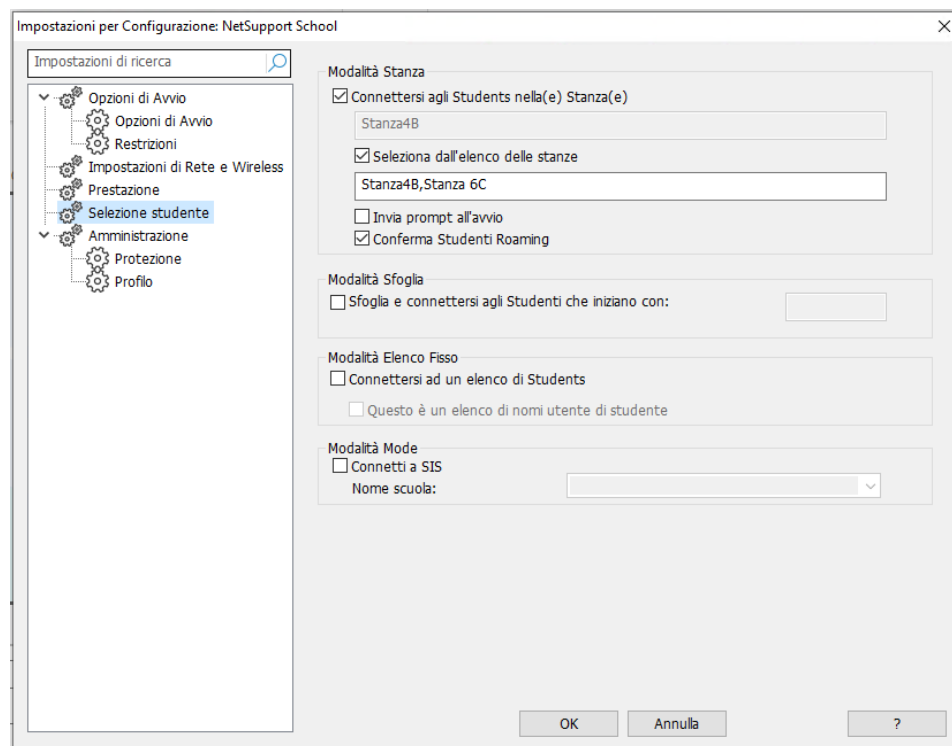 Impostazioni per Configurazione: NetSupport School
Impostazioni di ricerca
Opzioni di Avvio
Opzioni di Avvio
Restrizioni
Impostazioni di Rete e Wireless
Prestazione
Selezione studente
Amministrazione
Protezione
Profilo
Modalità Stanza
Connettersi agli Students nella(e) Stanza(e)
Stanza4B
Seleziona dall'elenco delle stanze
Stanza4B,Stanza 6C
Invia prompt all'avvio
Conferma Studenti Roaming
Modalità Sfoglia
Sfoglia e connettersi agli Studenti che iniziano con:
Modalità Elenco Fisso
Connettersi ad un elenco di Students
Questo è un elenco di nomi utente di studente
Modalità Mode
Connetti a SIS
Nome scuola:
OK
Annulla
?